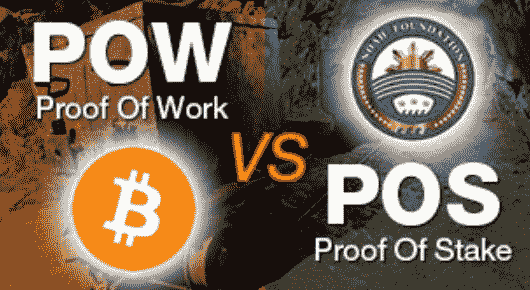 POW
Proof Of Work
NOAH FOUNDATION
VS
POS
Proof Of Stake